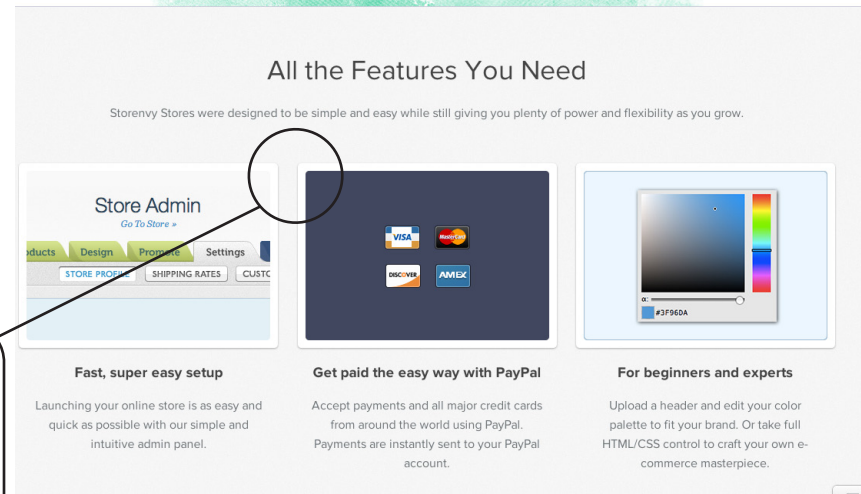 All the Features You Need
Storenvy Stores were designed to be simple and easy while still giving you plenty of power and flexibility as you grow.
Store Admin
Go To Store »
oducts Design Promote Settings
STORE PROFILE SHIPPING RATES CUSTO
VISA MasterCard
DISCOVER AMEX
α:
#3F96DA
Fast, super easy setup
Launching your online store is as easy and
quick as possible with our simple and
intuitive admin panel.
Get paid the easy way with PayPal
Accept payments and all major credit cards
from around the world using PayPal.
Payments are instantly sent to your PayPal
account.
For beginners and experts
Upload a header and edit your color
palette to fit your brand. Or take full
HTML/CSS control to craft your own e-
commerce masterpiece.